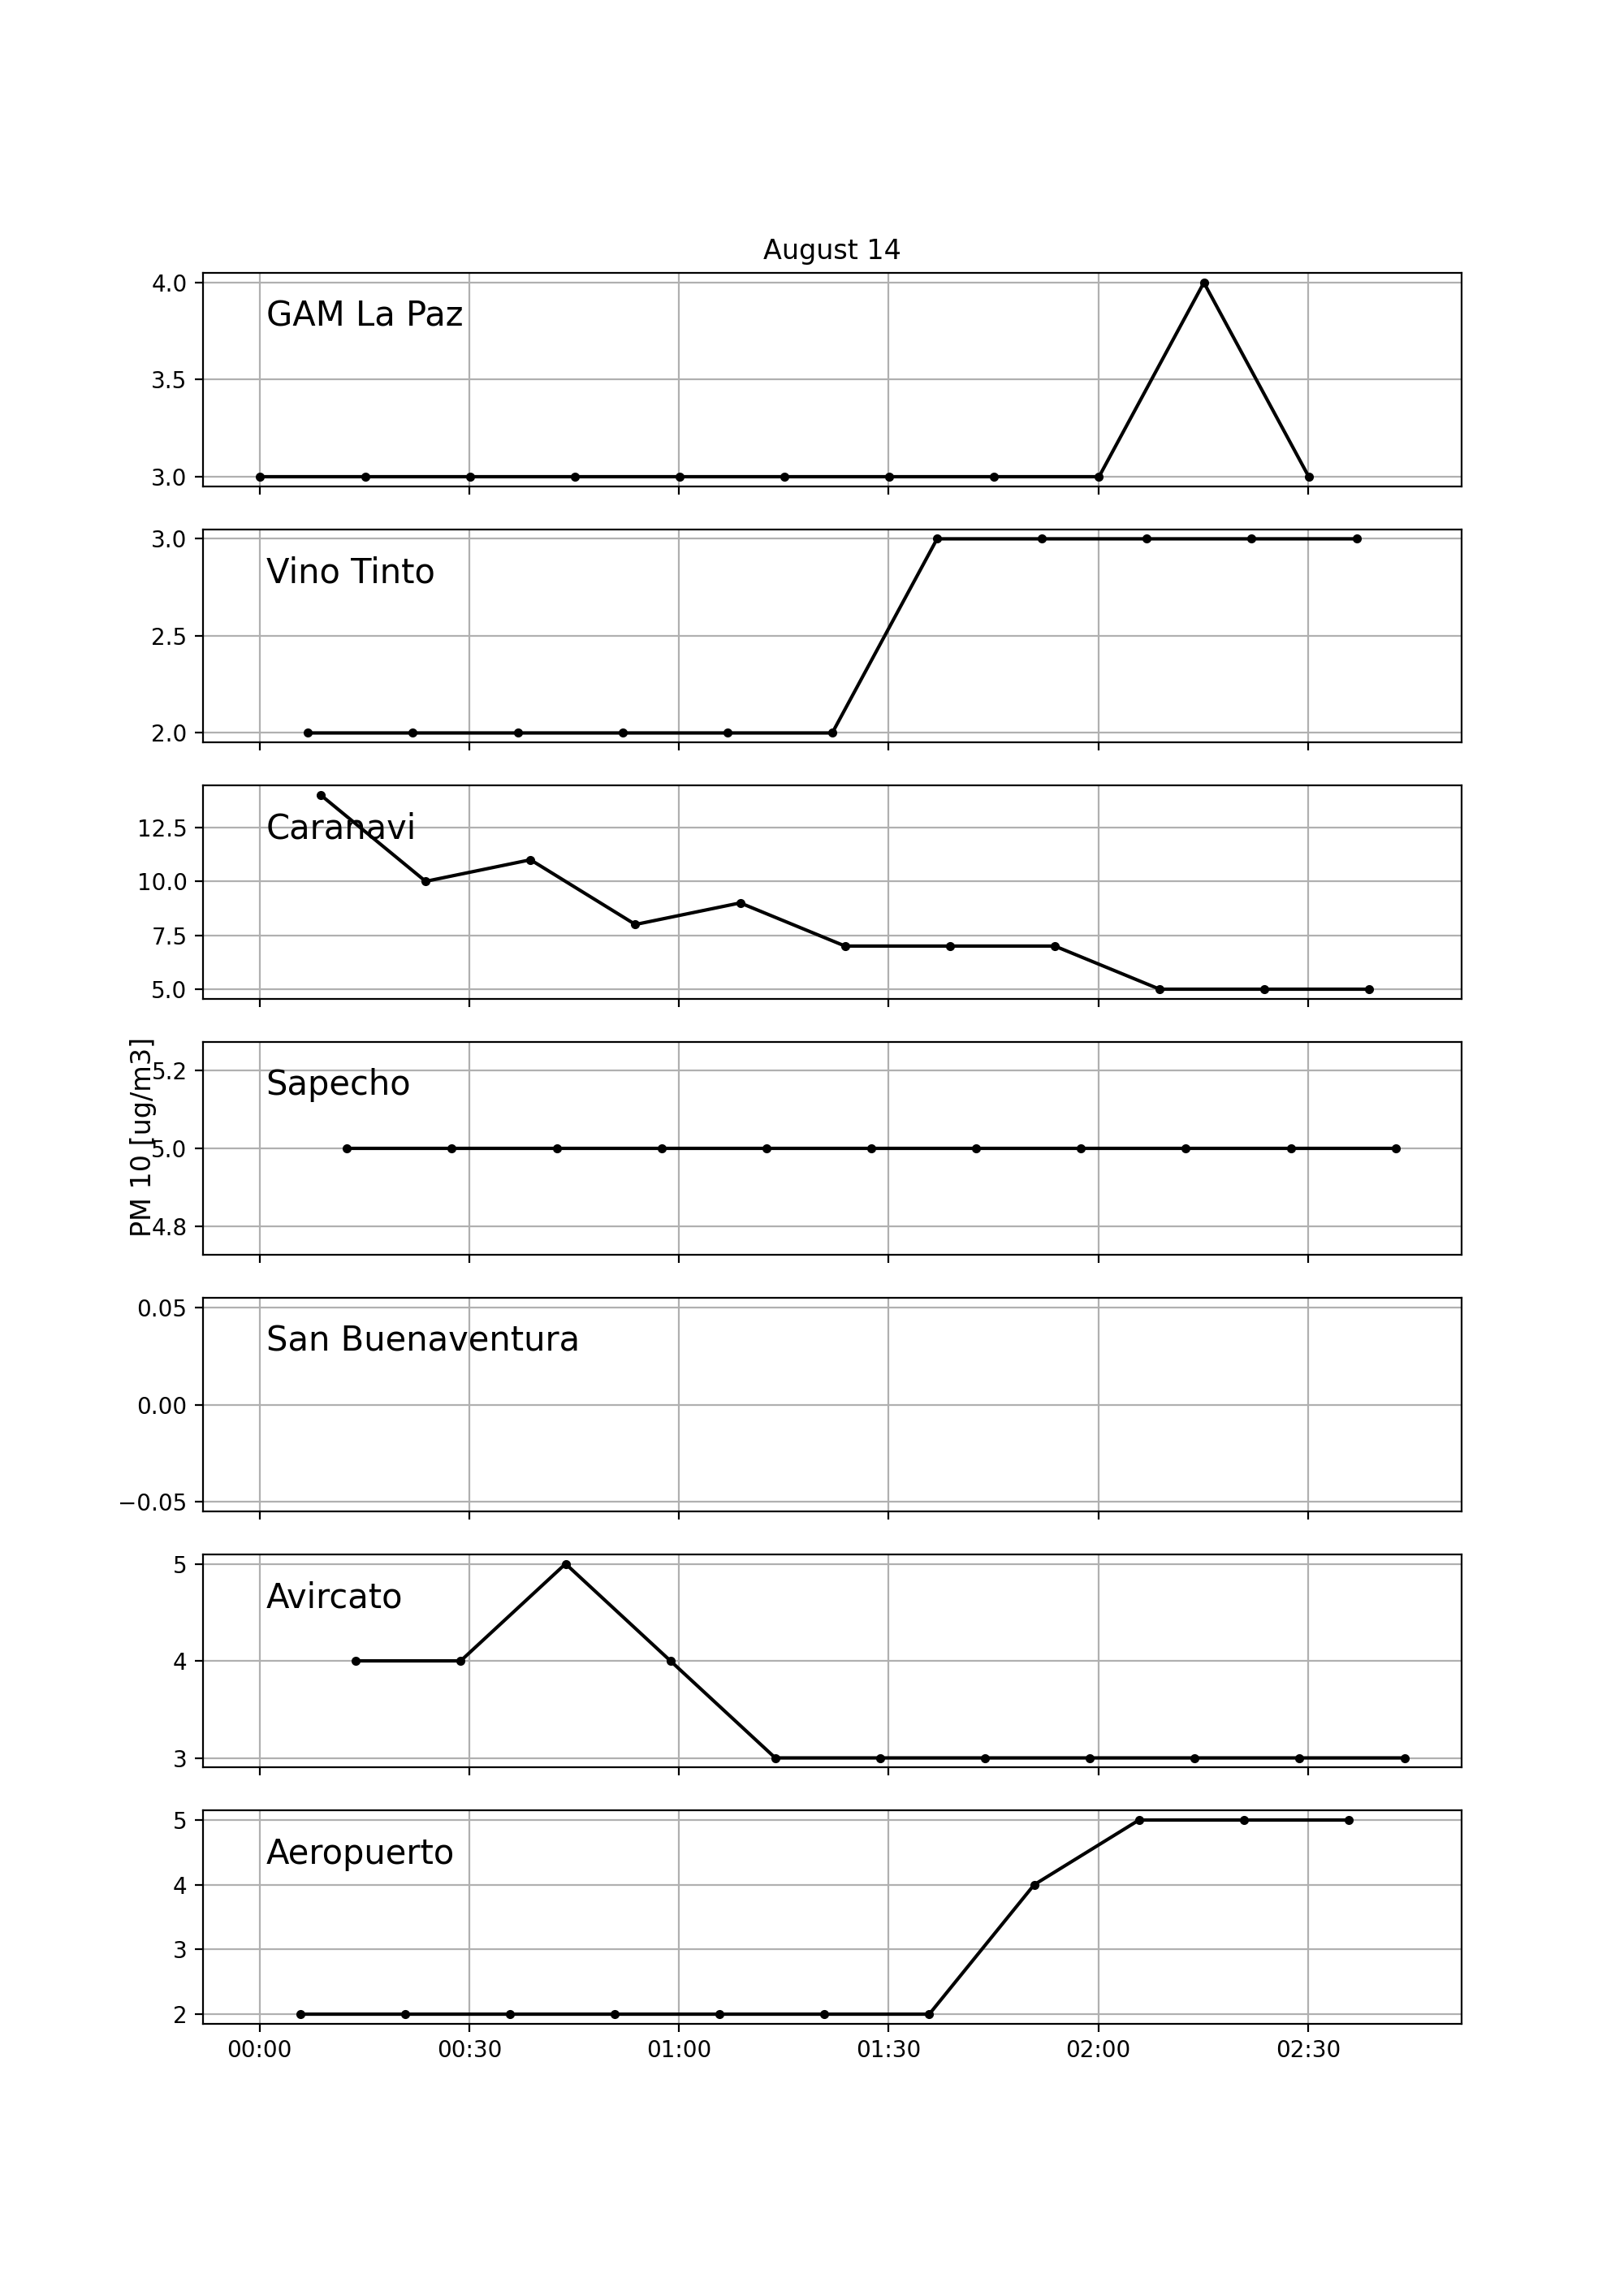 August 14
4.0
GAM La Paz
3.5
3.0
3.0
Vino Tinto
2.5
2.0
12.5
Caranavi
10.0
7.5
5.0
PM 10 [ug/m3]
5.2
Sapecho
5.0
4.8
0.05
San Buenaventura
0.00
−0.05
5
Avircato
4
3
5
Aeropuerto
4
3
2
00:00 00:30 01:00 01:30 02:00 02:30